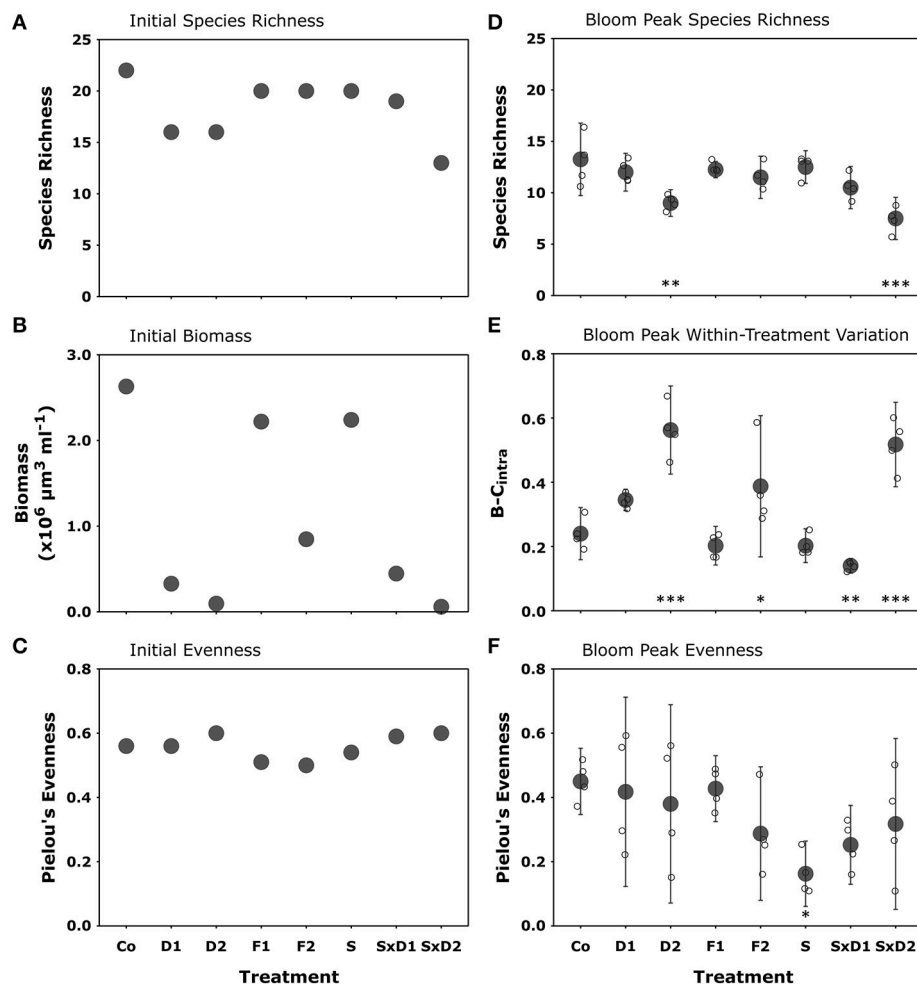 A
Initial Species Richness
25
20
15
10
5
0
Species Richness
B
Initial Biomass
3.0
2.0
1.0
0.0
Biomass
(x10⁶ µm³ ml⁻¹)
C
Initial Evenness
0.8
0.6
0.4
0.2
0.0
Pielou's Evenness
Co D1 D2 F1 F2 S SxD1 SxD2
Treatment
D
Bloom Peak Species Richness
25
20
15
10
5
0
Species Richness
** ***
E
Bloom Peak Within-Treatment Variation
0.8
0.6
0.4
0.2
0.0
B-Cintra
*** * ** ***
F
Bloom Peak Evenness
0.8
0.6
0.4
0.2
0.0
Pielou's Evenness
*
Co D1 D2 F1 F2 S SxD1 SxD2
Treatment